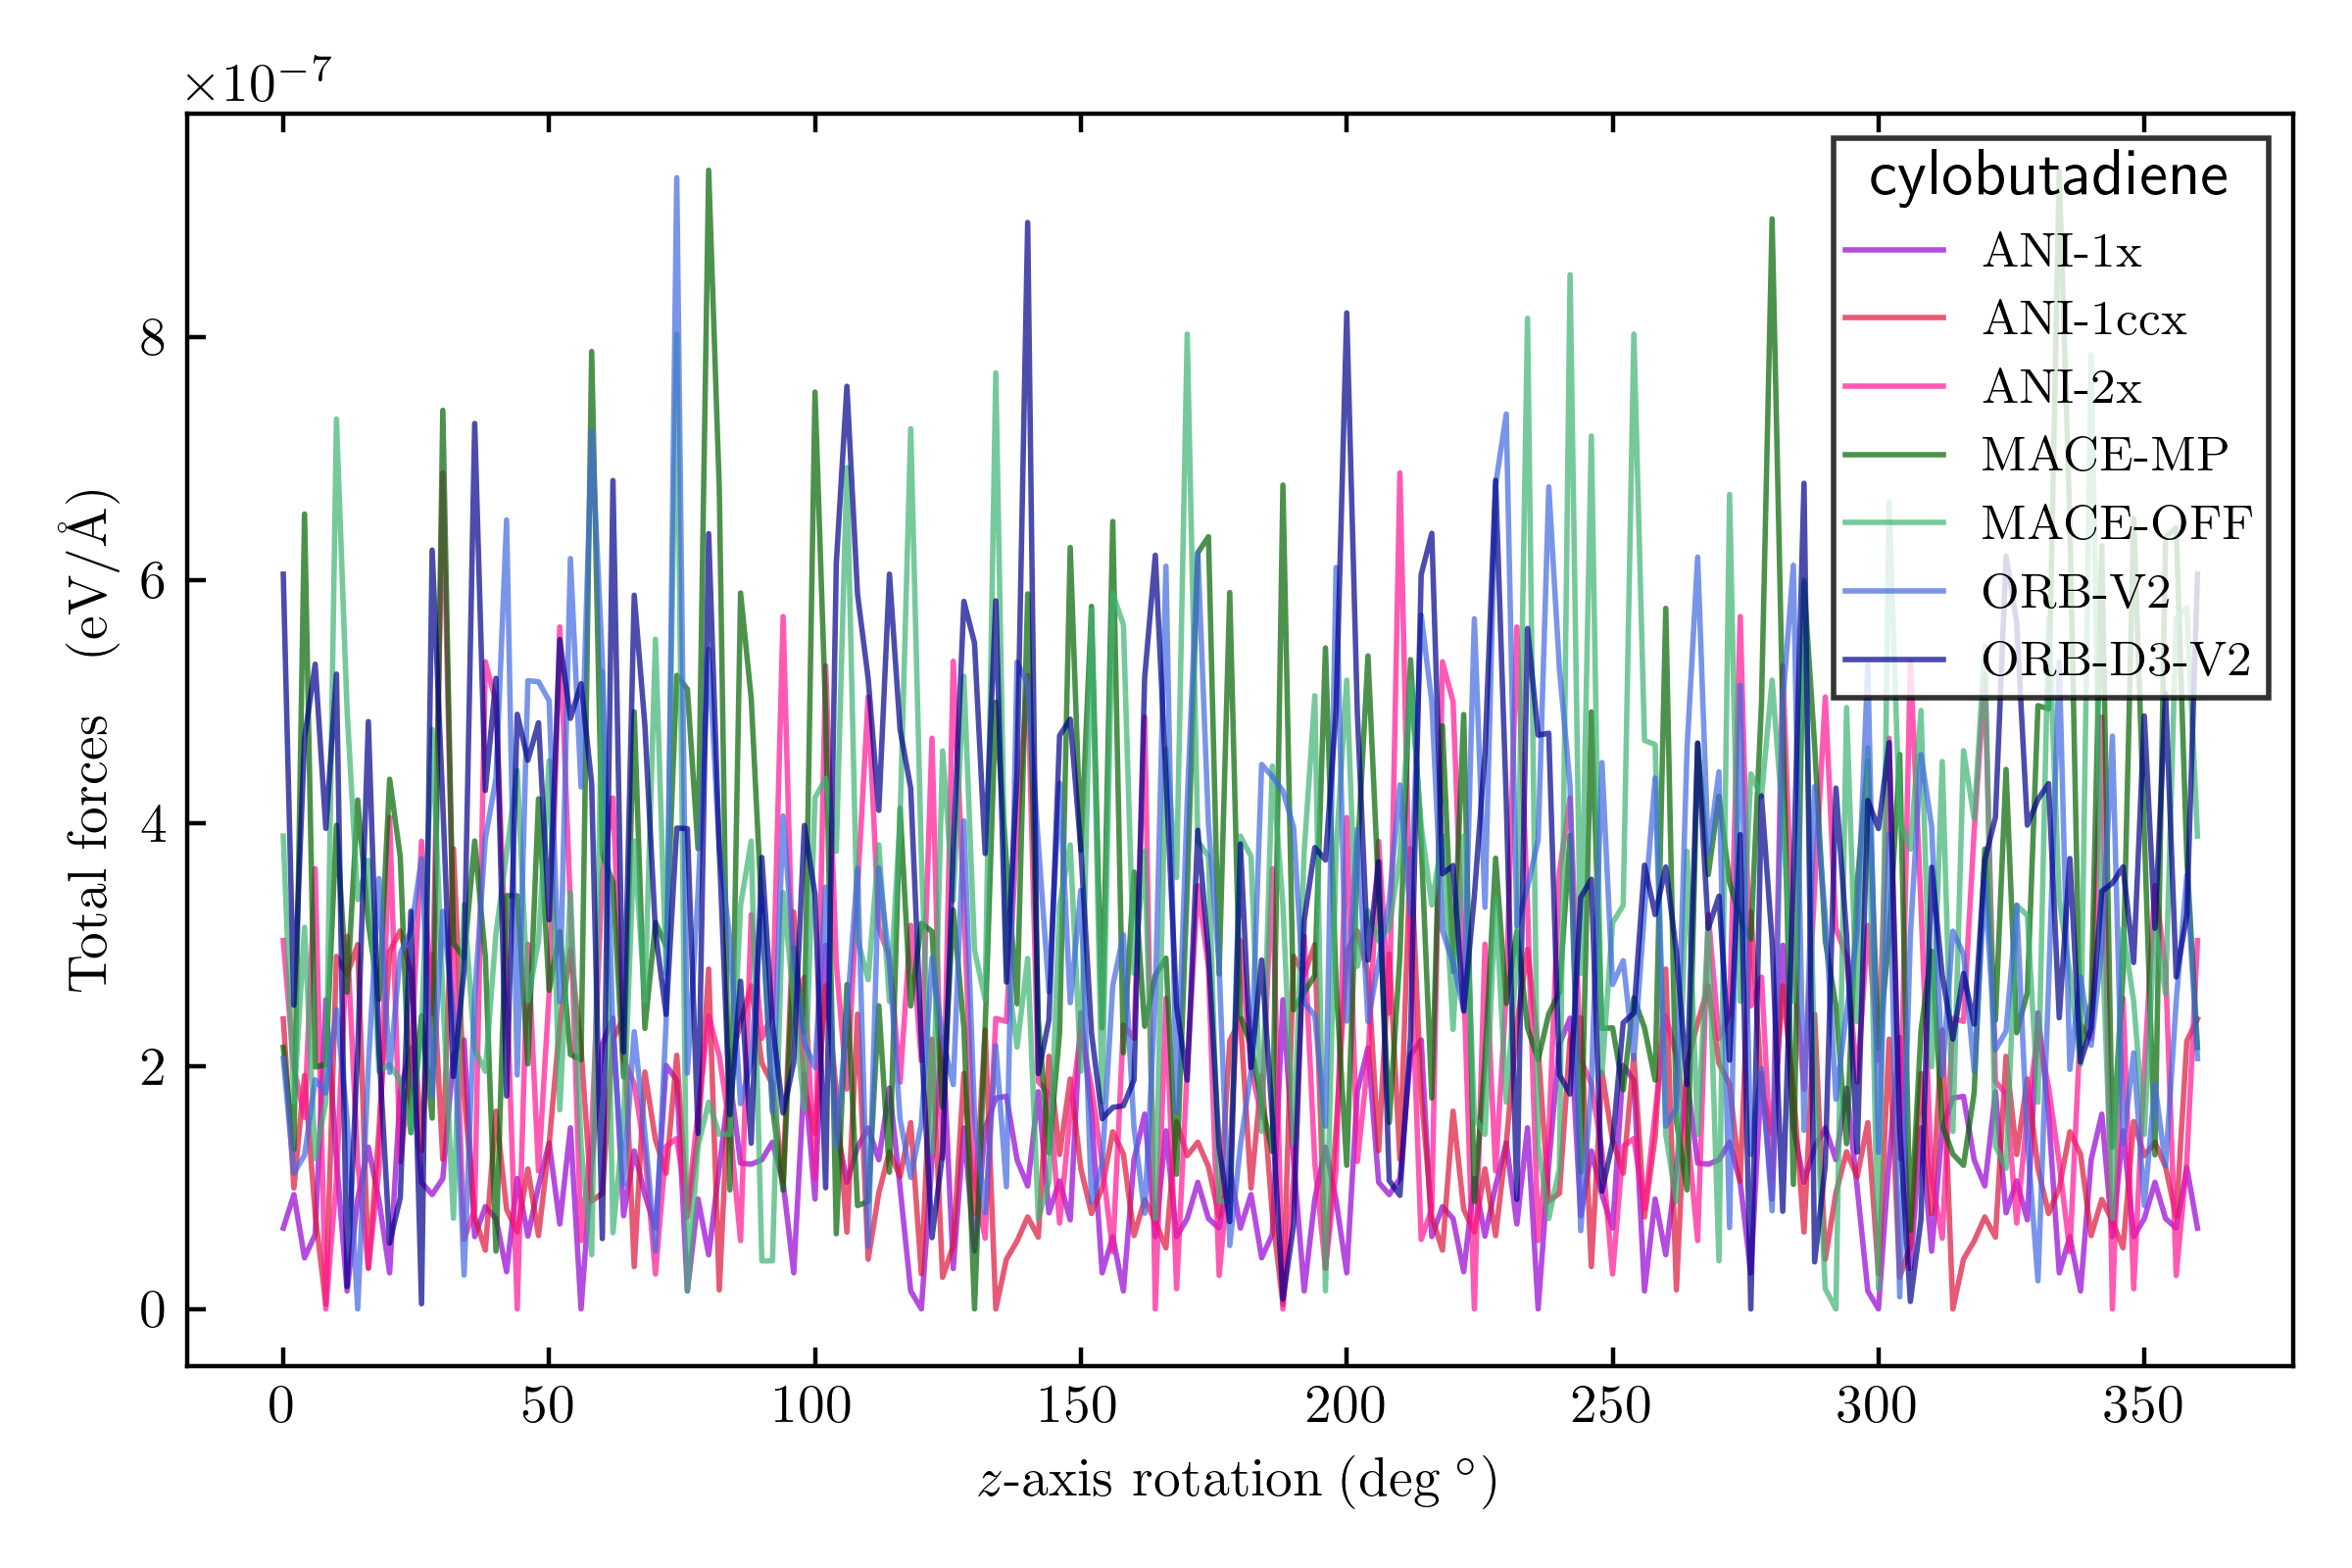 ×10⁻⁷
cylobutadiene
ANI-1x
ANI-1ccx
ANI-2x
MACE-MP
MACE-OFF
ORB-V2
ORB-D3-V2
Total forces (eV/Å)
8
6
4
2
0
0 50 100 150 200 250 300 350
z-axis rotation (deg °)